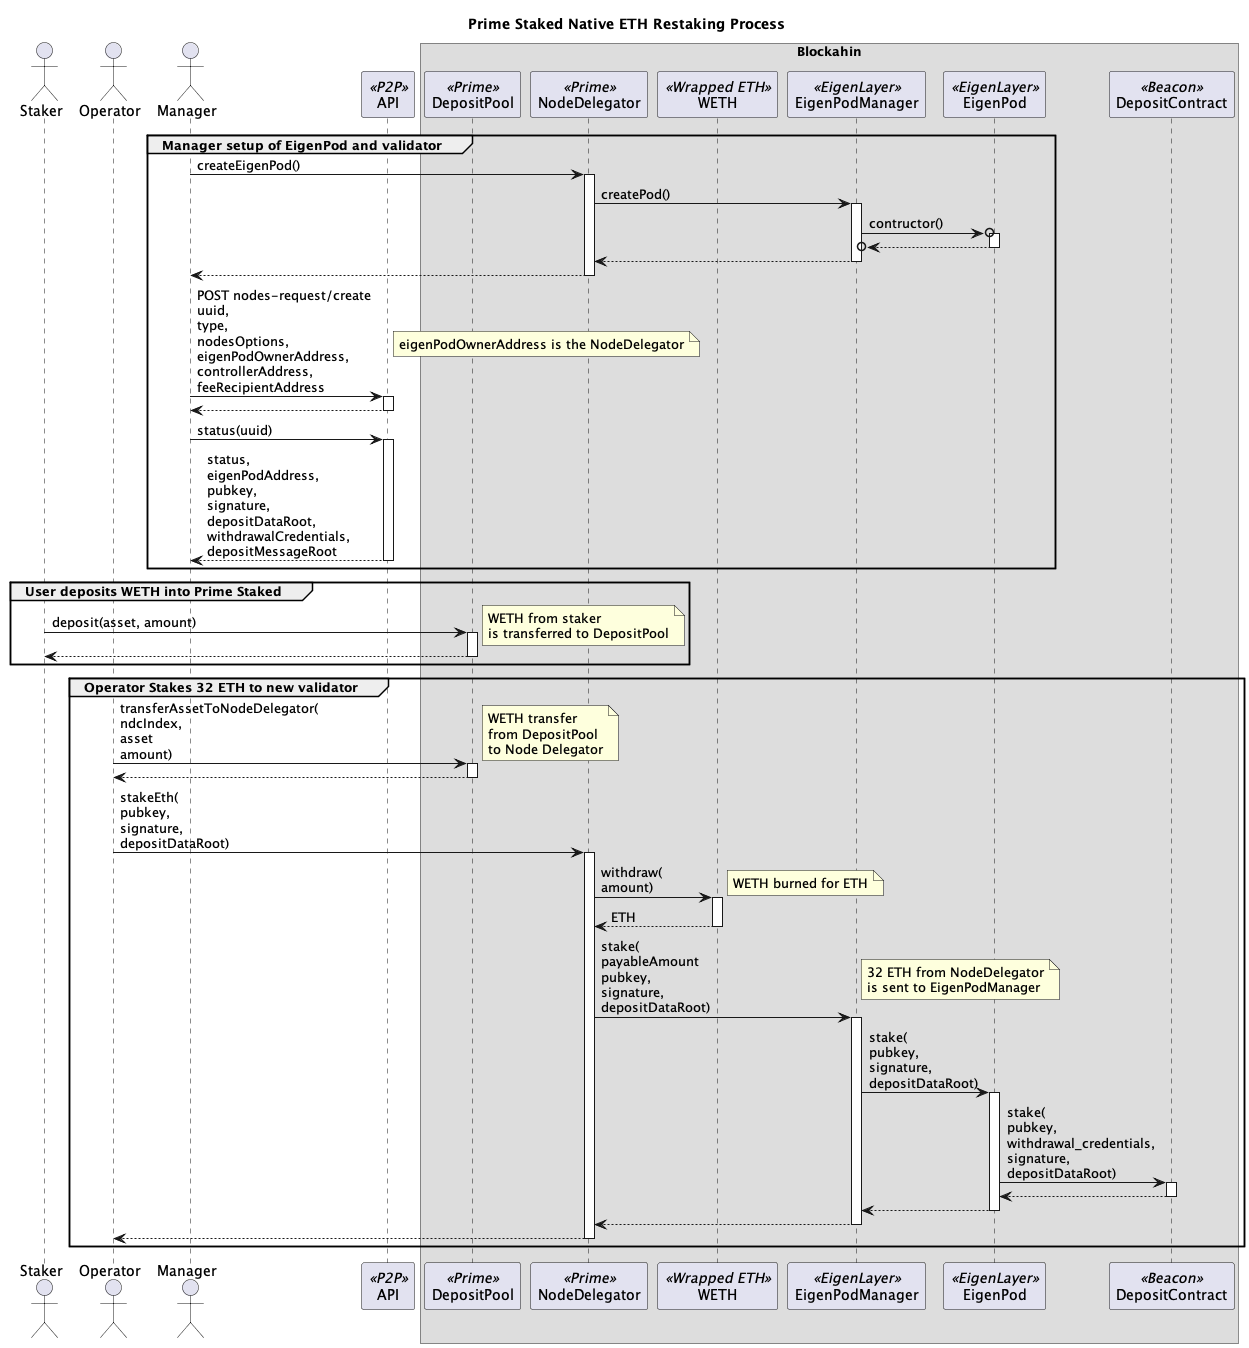 Prime Staked Native ETH Restaking Process
Blockahin
Staker
Operator
Manager
«P2P»
API
«Prime»
DepositPool
«Prime»
NodeDelegator
«Wrapped ETH»
WETH
«EigenLayer»
EigenPodManager
«EigenLayer»
EigenPod
«Beacon»
DepositContract
Manager setup of EigenPod and validator
createEigenPod()
createPod()
contructor()
POST nodes-request/create
uuid,
type,
nodesOptions,
eigenPodOwnerAddress,
controllerAddress,
feeRecipientAddress
eigenPodOwnerAddress is the NodeDelegator
status(uuid)
status,
eigenPodAddress,
pubkey,
signature,
depositDataRoot,
withdrawalCredentials,
depositMessageRoot
User deposits WETH into Prime Staked
deposit(asset, amount)
WETH from staker
is transferred to DepositPool
Operator Stakes 32 ETH to new validator
transferAssetToNodeDelegator(
ndcIndex,
asset
amount)
WETH transfer
from DepositPool
to Node Delegator
stakeEth(
pubkey,
signature,
depositDataRoot)
withdraw(
amount)
WETH burned for ETH
ETH
stake(
payableAmount
pubkey,
signature,
depositDataRoot)
32 ETH from NodeDelegator
is sent to EigenPodManager
stake(
pubkey,
signature,
depositDataRoot)
stake(
pubkey,
withdrawal_credentials,
signature,
depositDataRoot)
Staker
Operator
Manager
«P2P»
API
«Prime»
DepositPool
«Prime»
NodeDelegator
«Wrapped ETH»
WETH
«EigenLayer»
EigenPodManager
«EigenLayer»
EigenPod
«Beacon»
DepositContract